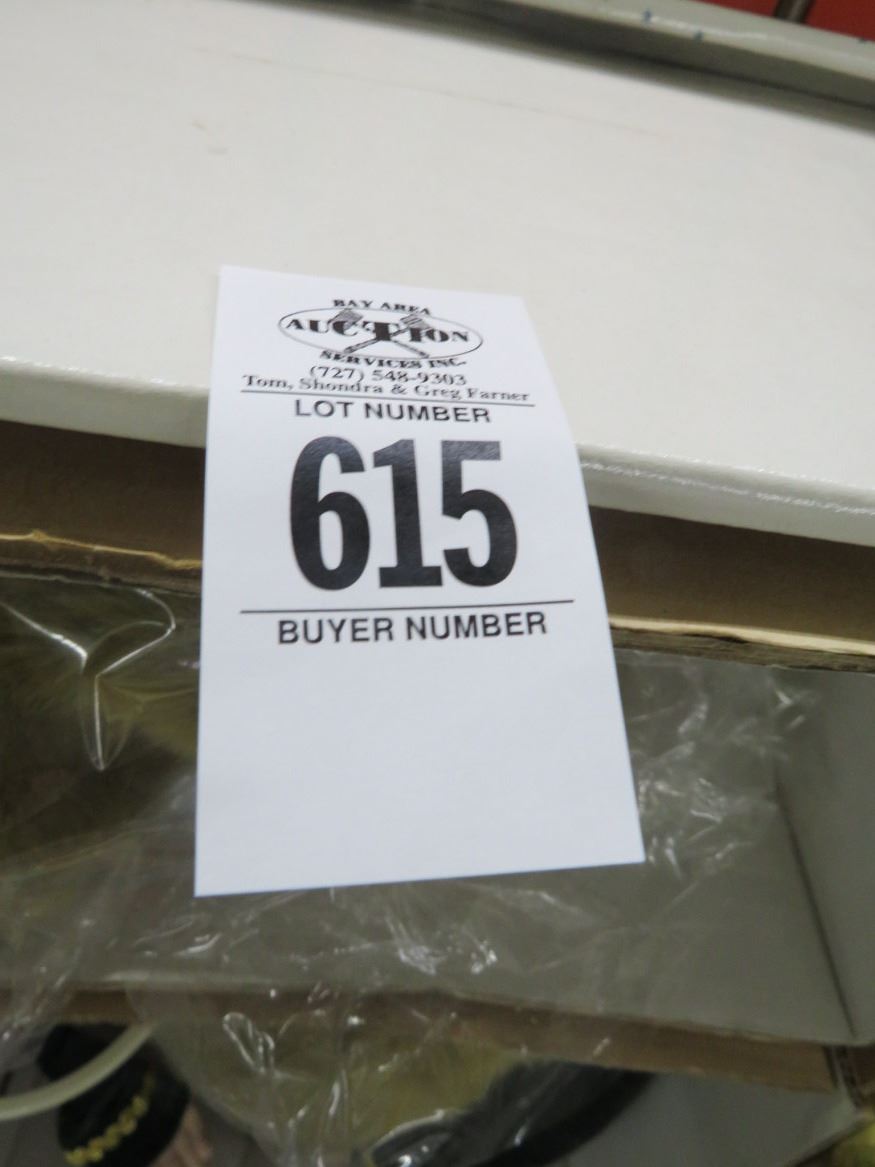 BAY AREA
AUCTION
SERVICES INC.
(727) 548-9303
Tom, Shondra & Greg Farner
LOT NUMBER
615
BUYER NUMBER